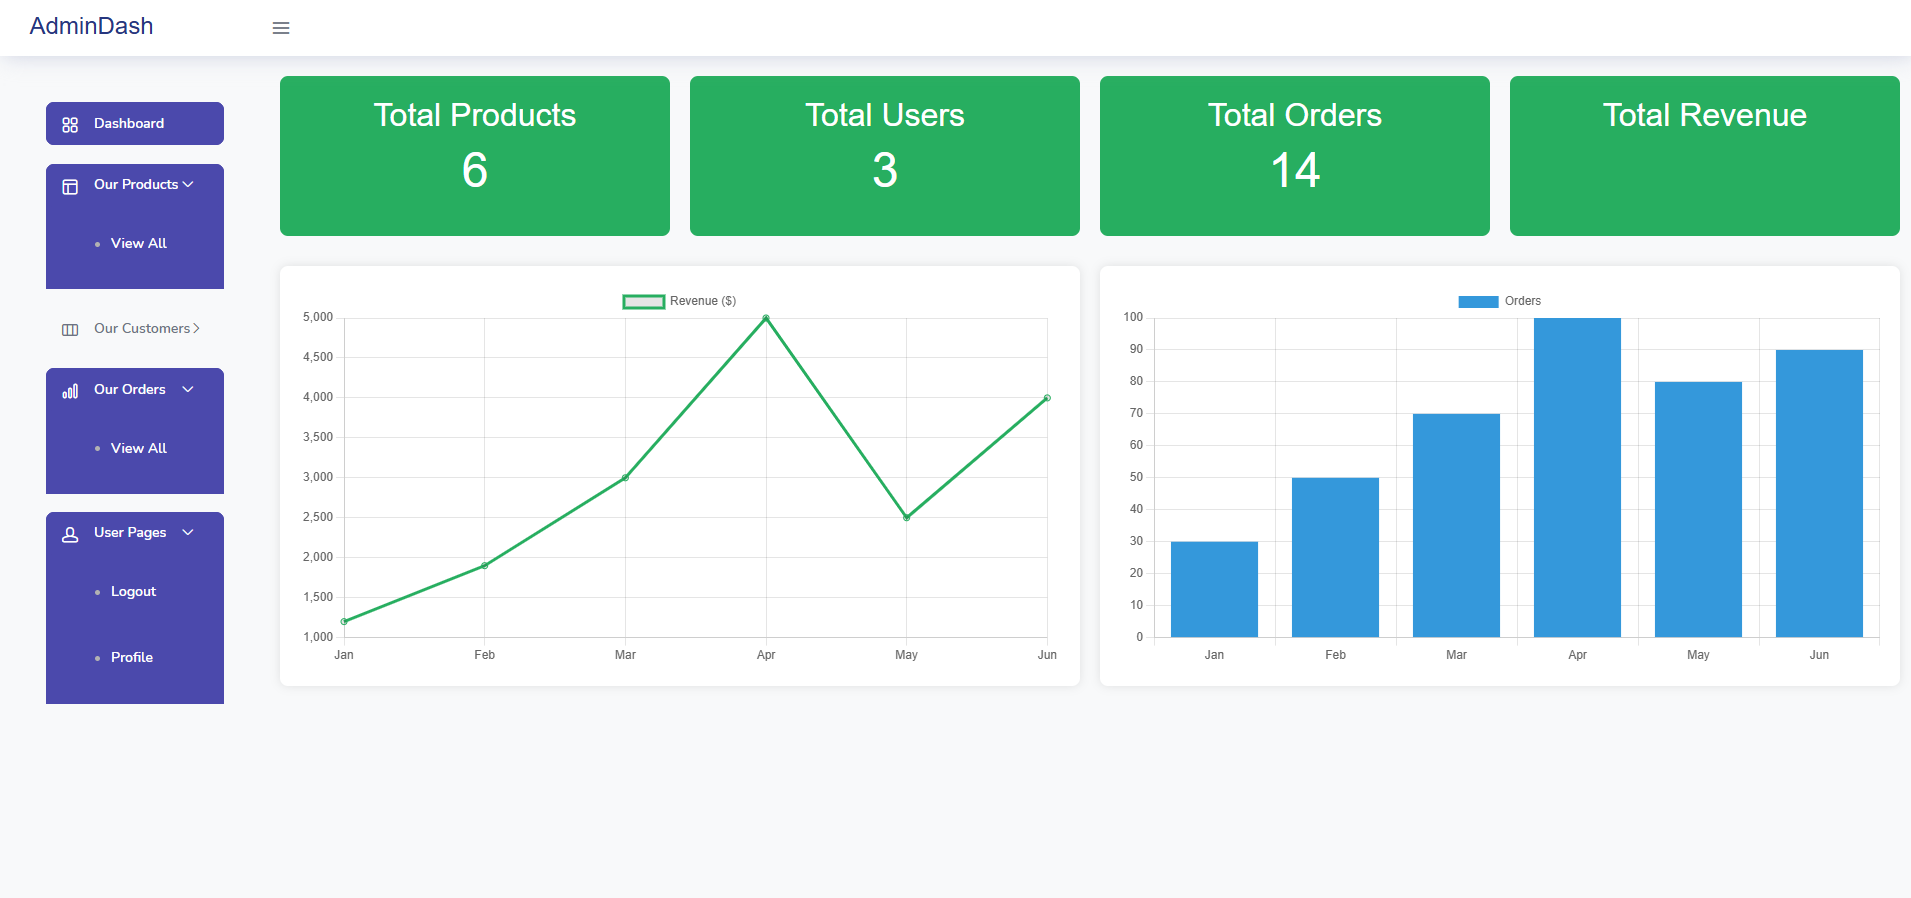 AdminDash
Dashboard
Our Products
View All
Our Customers
Our Orders
View All
User Pages
Logout
Profile
Total Products
6
Total Users
3
Total Orders
14
Total Revenue
Revenue ($)
5,000
4,500
4,000
3,500
3,000
2,500
2,000
1,500
1,000
Jan Feb Mar Apr May Jun
Orders
100
90
80
70
60
50
40
30
20
10
0
Jan Feb Mar Apr May Jun